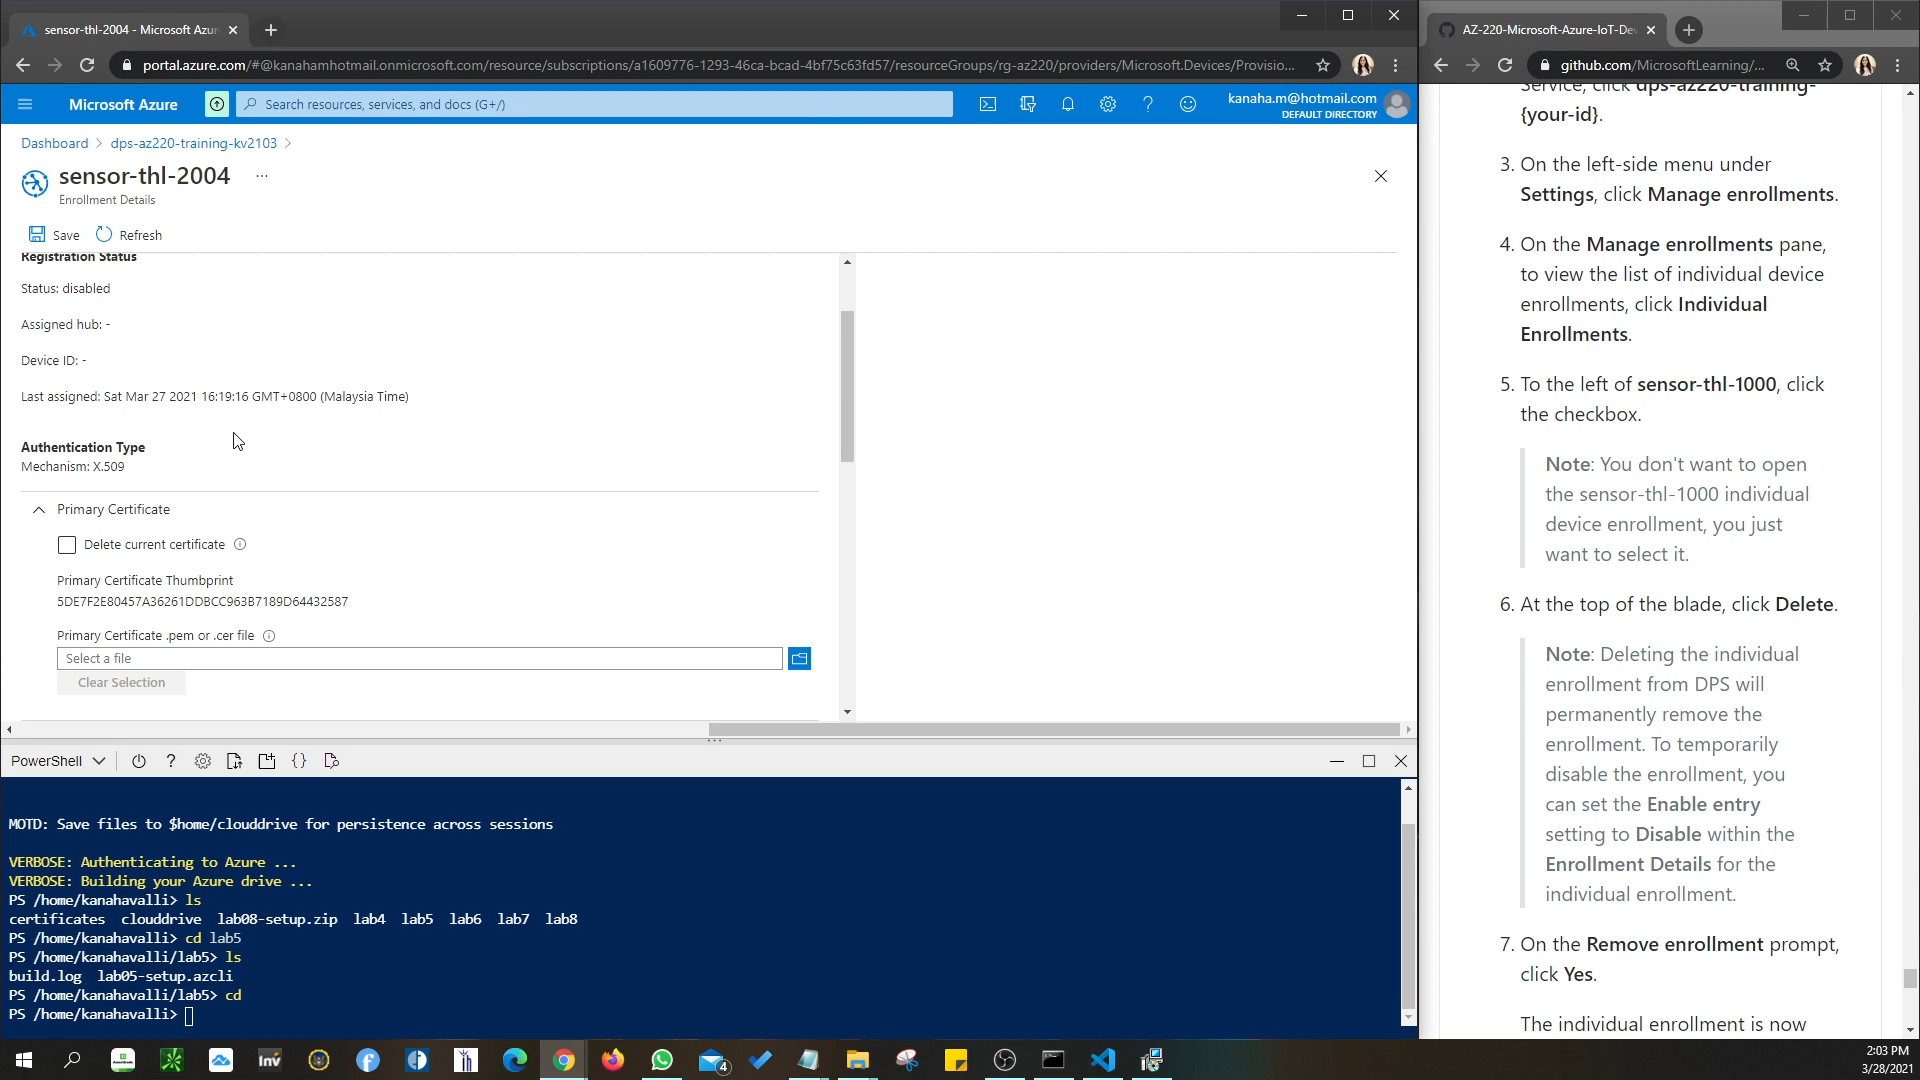 sensor-thl-2004 - Microsoft Azur
portal.azure.com/#@kanahamhotmail.onmicrosoft.com/resource/subscriptions/a1609776-1293-46ca-bcad-4bf75c63fd57/resourceGroups/rg-az220/providers/Microsoft.Devices/Provisio...
Microsoft Azure
Search resources, services, and docs (G+/)
kanaha.m@hotmail.com
DEFAULT DIRECTORY
Dashboard > dps-az220-training-kv2103 >
sensor-thl-2004 ...
Enrollment Details
Save Refresh
Registration Status
Status: disabled
Assigned hub: -
Device ID: -
Last assigned: Sat Mar 27 2021 16:19:16 GMT+0800 (Malaysia Time)
Authentication Type
Mechanism: X.509
Primary Certificate
Delete current certificate
Primary Certificate Thumbprint
5DE7F2E80457A36261DDBCC963B7189D64432587
Primary Certificate .pem or .cer file
Select a file
Clear Selection
PowerShell
MOTD: Save files to $home/clouddrive for persistence across sessions
VERBOSE: Authenticating to Azure ...
VERBOSE: Building your Azure drive ...
PS /home/kanahavalli> ls
certificates clouddrive lab08-setup.zip lab4 lab5 lab6 lab7 lab8
PS /home/kanahavalli> cd lab5
PS /home/kanahavalli/lab5> ls
build.log lab05-setup.azcli
PS /home/kanahavalli/lab5> cd
PS /home/kanahavalli>
AZ-220-Microsoft-Azure-IoT-De
github.com/MicrosoftLearning/...
Service, click dps-az220-training-
{your-id}.
3. On the left-side menu under
Settings, click Manage enrollments.
4. On the Manage enrollments pane,
to view the list of individual device
enrollments, click Individual
Enrollments.
5. To the left of sensor-thl-1000, click
the checkbox.
Note: You don't want to open
the sensor-thl-1000 individual
device enrollment, you just
want to select it.
6. At the top of the blade, click Delete.
Note: Deleting the individual
enrollment from DPS will
permanently remove the
enrollment. To temporarily
disable the enrollment, you
can set the Enable entry
setting to Disable within the
Enrollment Details for the
individual enrollment.
7. On the Remove enrollment prompt,
click Yes.
The individual enrollment is now
Inv
4
2:03 PM
3/28/2021